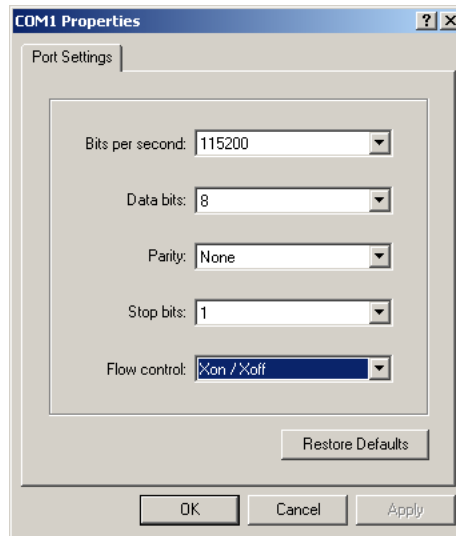 COM1 Properties
Port Settings
Bits per second: 115200
Data bits: 8
Parity: None
Stop bits: 1
Flow control: Xon / Xoff
Restore Defaults
OK Cancel Apply